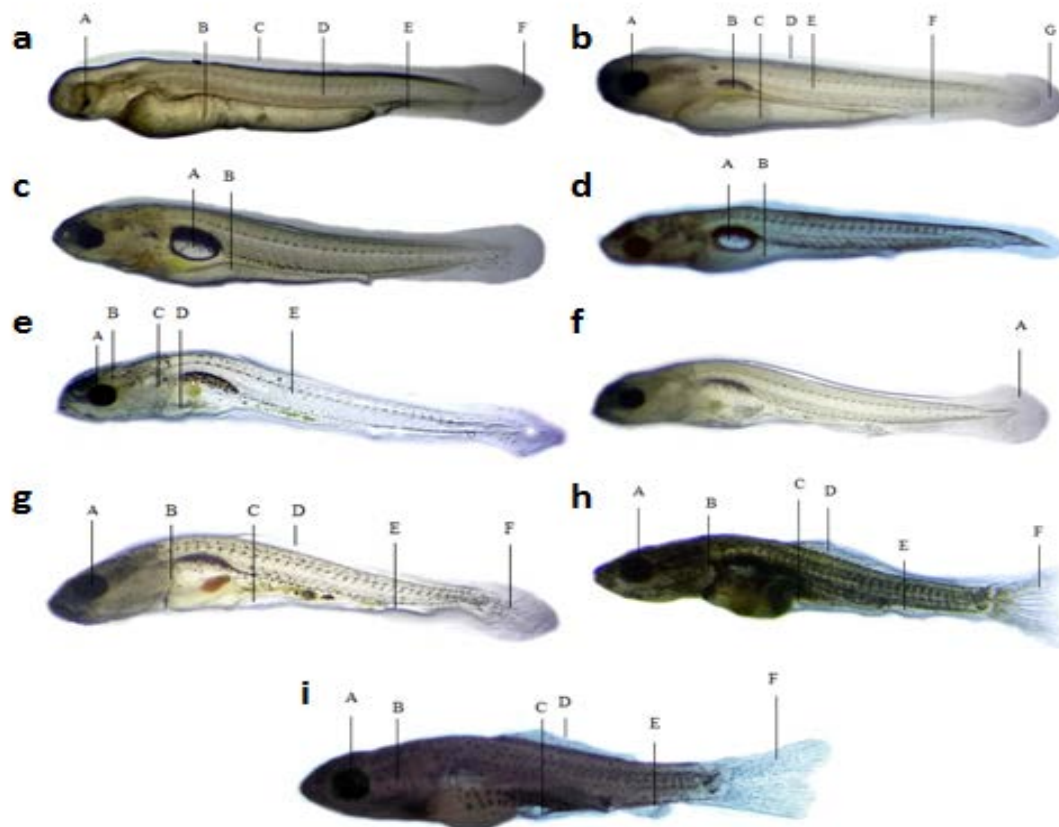 a
A B C D E F
b
A B C D E F G
c
A B
d
A B
e
A B C D E
f
A
g
A B C D E F
h
A B C D E F
i
A B C D E F